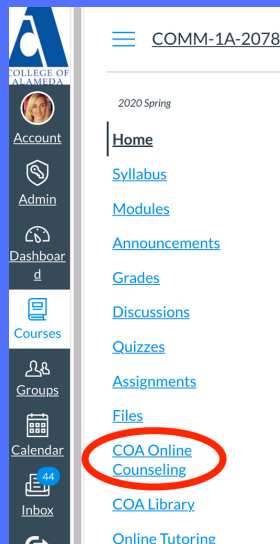 COLLEGE OF
ALAMEDA
Account
Admin
Dashboar
d
Courses
Groups
Calendar
44
Inbox
COMM-1A-2078
2020 Spring
Home
Syllabus
Modules
Announcements
Grades
Discussions
Quizzes
Assignments
Files
COA Online
Counseling
COA Library
Online Tutoring